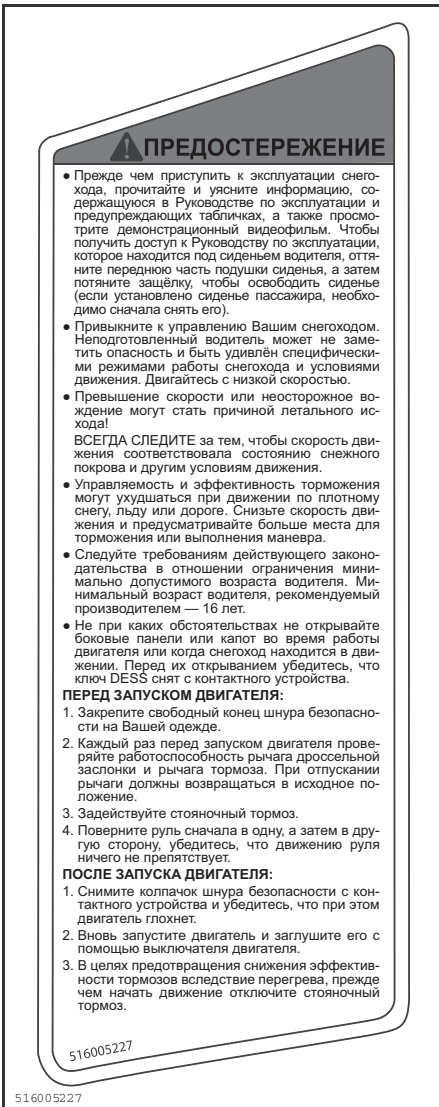 ПРЕДОСТЕРЕЖЕНИЕ
● Прежде чем приступить к эксплуатации снего-
хода, прочитайте и уясните информацию, со-
держащуюся в Руководстве по эксплуатации и
предупреждающих табличках, а также просмо-
трите демонстрационный видеофильм. Чтобы
получить доступ к Руководству по эксплуатации,
которое находится под сиденьем водителя, оття-
ните переднюю часть подушки сиденья, а затем
потяните защёлку, чтобы освободить сиденье
(если установлено сиденье пассажира, необхо-
димо сначала снять его).
● Привыкните к управлению Вашим снегоходом.
Неподготовленный водитель может не заме-
тить опасность и быть удивлён специфически-
ми режимами работы снегохода и условиями
движения. Двигайтесь с низкой скоростью.
● Превышение скорости или неосторожное во-
ждение могут стать причиной летального ис-
хода!
ВСЕГДА СЛЕДИТЕ за тем, чтобы скорость дви-
жения соответствовала состоянию снежного
покрова и другим условиям движения.
● Управляемость и эффективность торможения
могут ухудшаться при движении по плотному
снегу, льду или дороге. Снизьте скорость дви-
жения и предусматривайте больше места для
торможения или выполнения маневра.
● Следуйте требованиям действующего законо-
дательства в отношении ограничения мини-
мально допустимого возраста водителя. Ми-
нимальный возраст водителя, рекомендуемый
производителем — 16 лет.
● Не при каких обстоятельствах не открывайте
боковые панели или капот во время работы
двигателя или когда снегоход находится в дви-
жении. Перед их открыванием убедитесь, что
ключ DESS снят с контактного устройства.
ПЕРЕД ЗАПУСКОМ ДВИГАТЕЛЯ:
1. Закрепите свободный конец шнура безопасно-
сти на Вашей одежде.
2. Каждый раз перед запуском двигателя прове-
ряйте работоспособность рычага дроссельной
заслонки и рычага тормоза. При отпускании
рычаги должны возвращаться в исходное по-
ложение.
3. Задействуйте стояночный тормоз.
4. Поверните руль сначала в одну, а затем в дру-
гую сторону, убедитесь, что движению руля
ничего не препятствует.
ПОСЛЕ ЗАПУСКА ДВИГАТЕЛЯ:
1. Снимите колпачок шнура безопасности с кон-
тактного устройства и убедитесь, что при этом
двигатель глохнет.
2. Вновь запустите двигатель и заглушите его с
помощью выключателя двигателя.
3. В целях предотвращения снижения эффектив-
ности тормозов вследствие перегрева, прежде
чем начать движение отключите стояночный
тормоз.
516005227
516005227